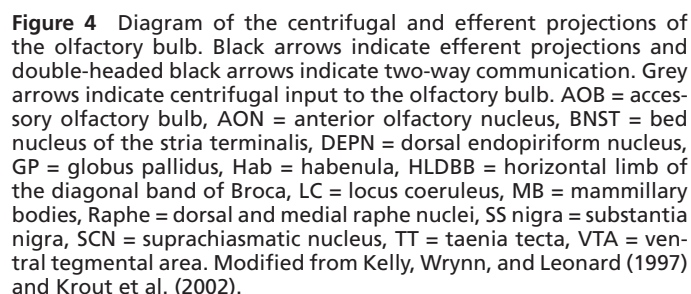 Figure 4 Diagram of the centrifugal and efferent projections of
the olfactory bulb. Black arrows indicate efferent projections and
double-headed black arrows indicate two-way communication. Grey
arrows indicate centrifugal input to the olfactory bulb. AOB = acces-
sory olfactory bulb, AON = anterior olfactory nucleus, BNST = bed
nucleus of the stria terminalis, DEPN = dorsal endopiriform nucleus,
GP = globus pallidus, Hab = habenula, HLDBB = horizontal limb of
the diagonal band of Broca, LC = locus coeruleus, MB = mammillary
bodies, Raphe = dorsal and medial raphe nuclei, SS nigra = substantia
nigra, SCN = suprachiasmatic nucleus, TT = taenia tecta, VTA = ven-
tral tegmental area. Modified from Kelly, Wrynn, and Leonard (1997)
and Krout et al. (2002).